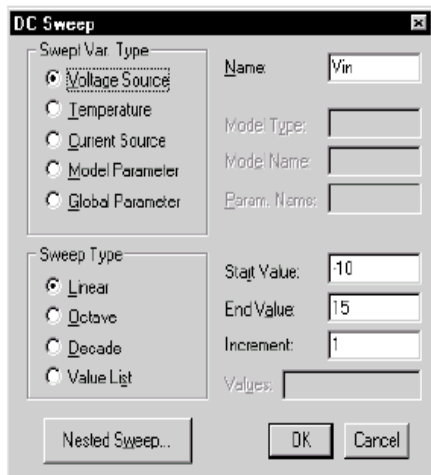 DC Sweep
Swept Var. Type
Voltage Source
Temperature
Current Source
Model Parameter
Global Parameter
Name: Vin
Model Type:
Model Name:
Param. Name:
Sweep Type
Linear
Octave
Decade
Value List
Start Value: -10
End Value: 15
Increment: 1
Values:
Nested Sweep...
OK
Cancel